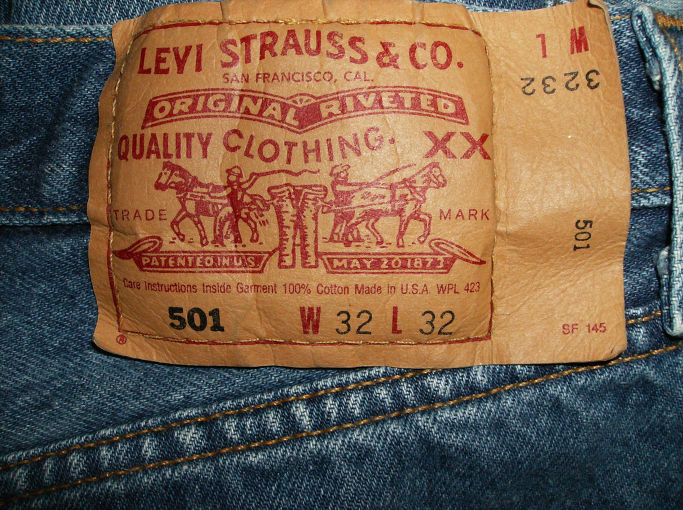 LEVI STRAUSS & CO.
SAN FRANCISCO, CAL.
ORIGINAL RIVETED
QUALITY CLOTHING. XX
TRADE MARK
PATENTED IN U.S. MAY 20 1873
Care Instructions Inside Garment 100% Cotton Made in U.S.A. WPL 423
501 W 32 L 32
®
1 M
3232
501
SF 145